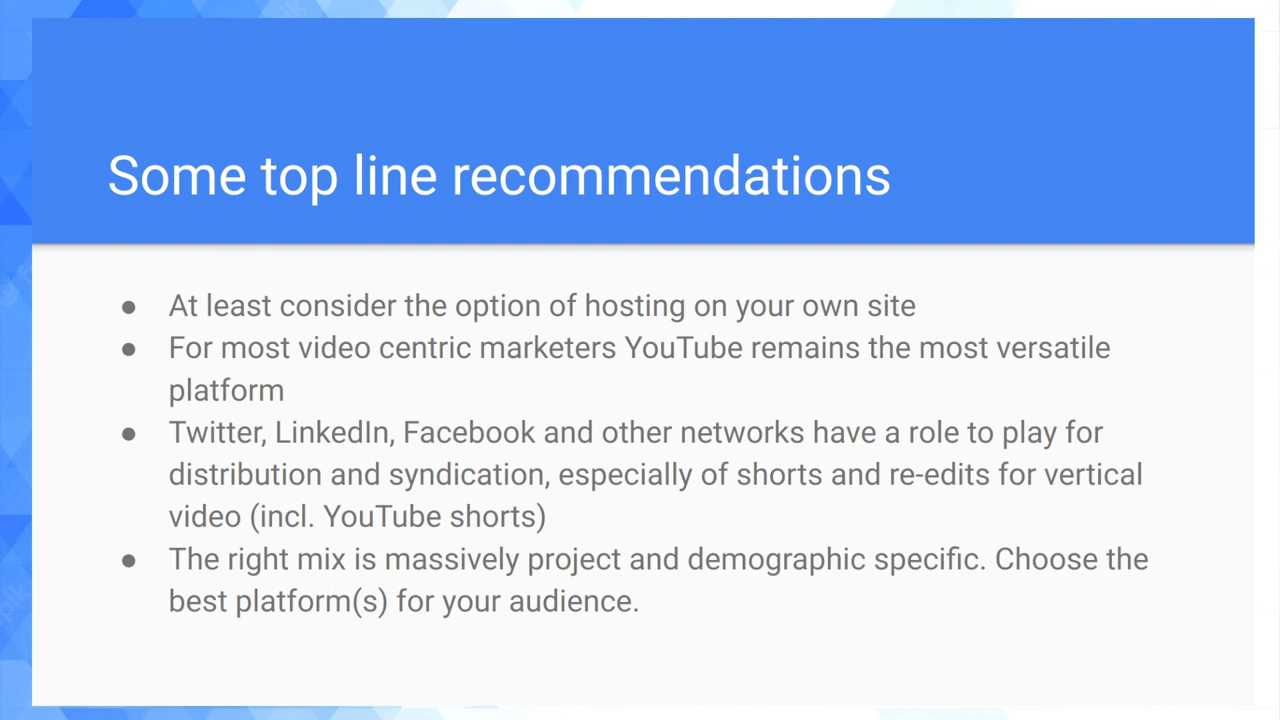 Some top line recommendations
● At least consider the option of hosting on your own site
● For most video centric marketers YouTube remains the most versatile
platform
● Twitter, LinkedIn, Facebook and other networks have a role to play for
distribution and syndication, especially of shorts and re-edits for vertical
video (incl. YouTube shorts)
● The right mix is massively project and demographic specific. Choose the
best platform(s) for your audience.